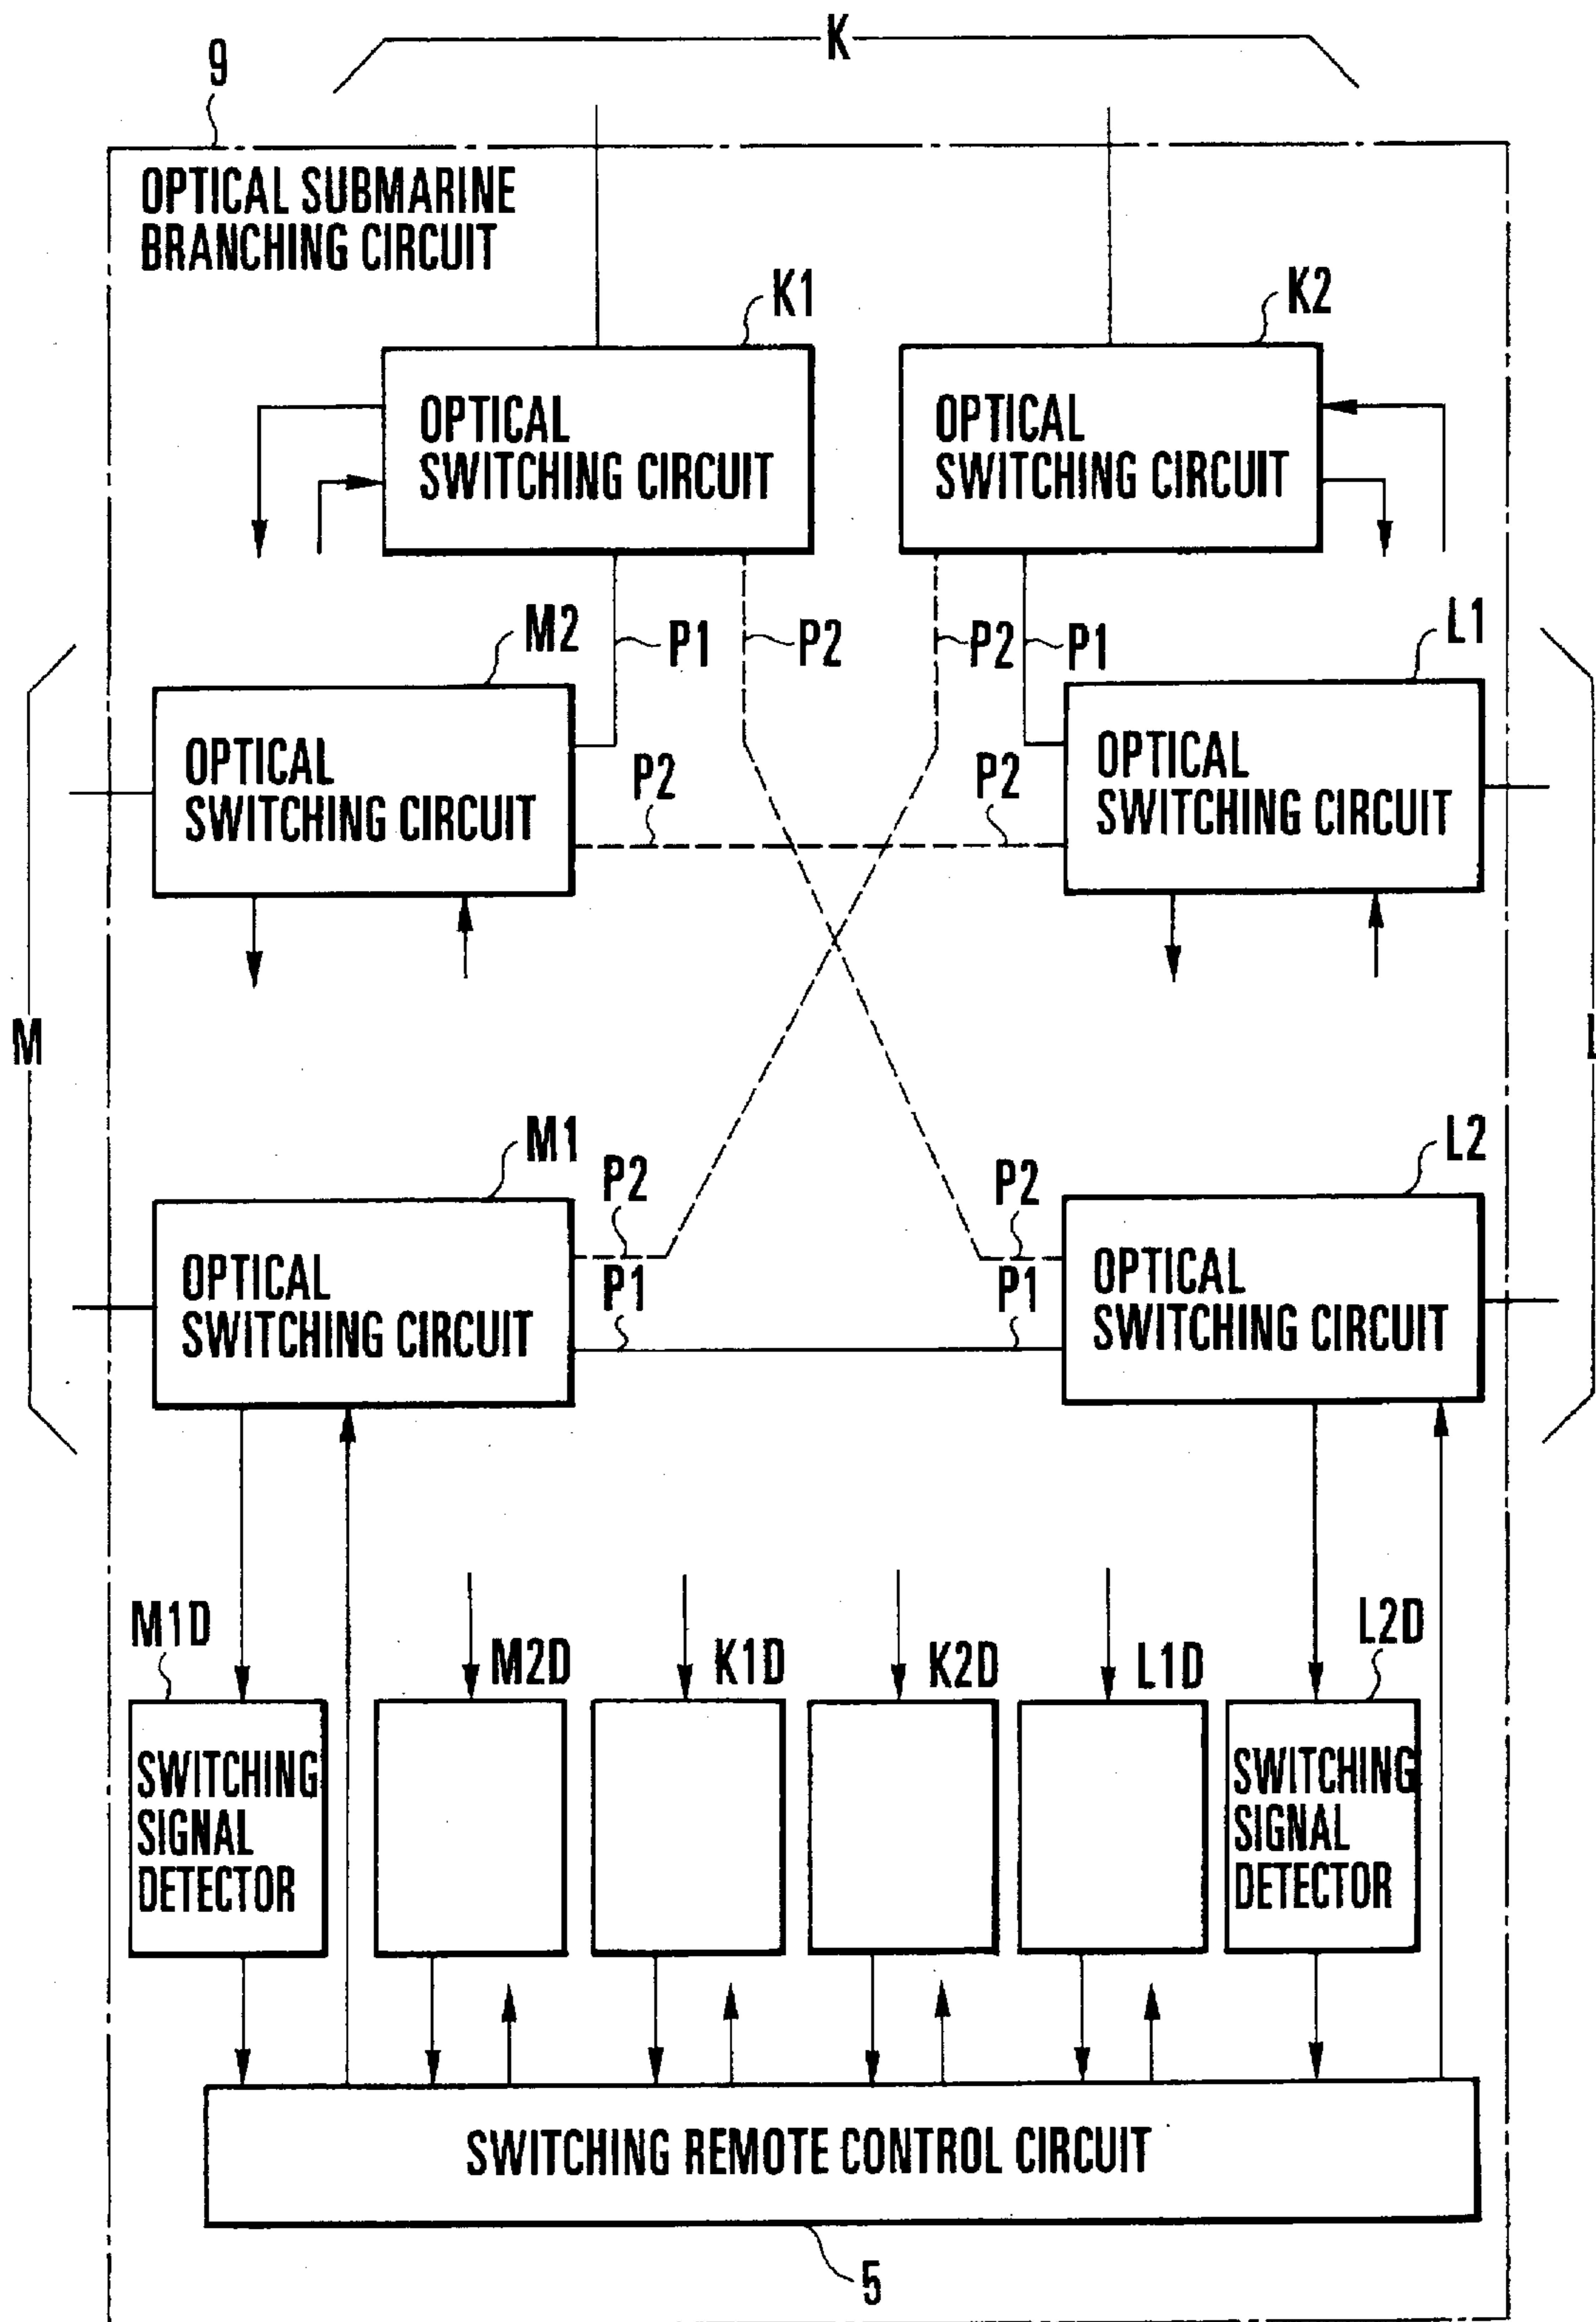 K
9
OPTICAL SUBMARINE
BRANCHING CIRCUIT
K1
K2
OPTICAL
SWITCHING CIRCUIT
OPTICAL
SWITCHING CIRCUIT
M2
P1
P2
P2
P1
L1
OPTICAL
SWITCHING CIRCUIT
P2
P2
OPTICAL
SWITCHING CIRCUIT
M
L
M1
P2
P2
L2
OPTICAL
SWITCHING CIRCUIT
P1
P1
OPTICAL
SWITCHING CIRCUIT
M1D
M2D
K1D
K2D
L1D
L2D
SWITCHING
SIGNAL
DETECTOR
SWITCHING
SIGNAL
DETECTOR
SWITCHING REMOTE CONTROL CIRCUIT
5